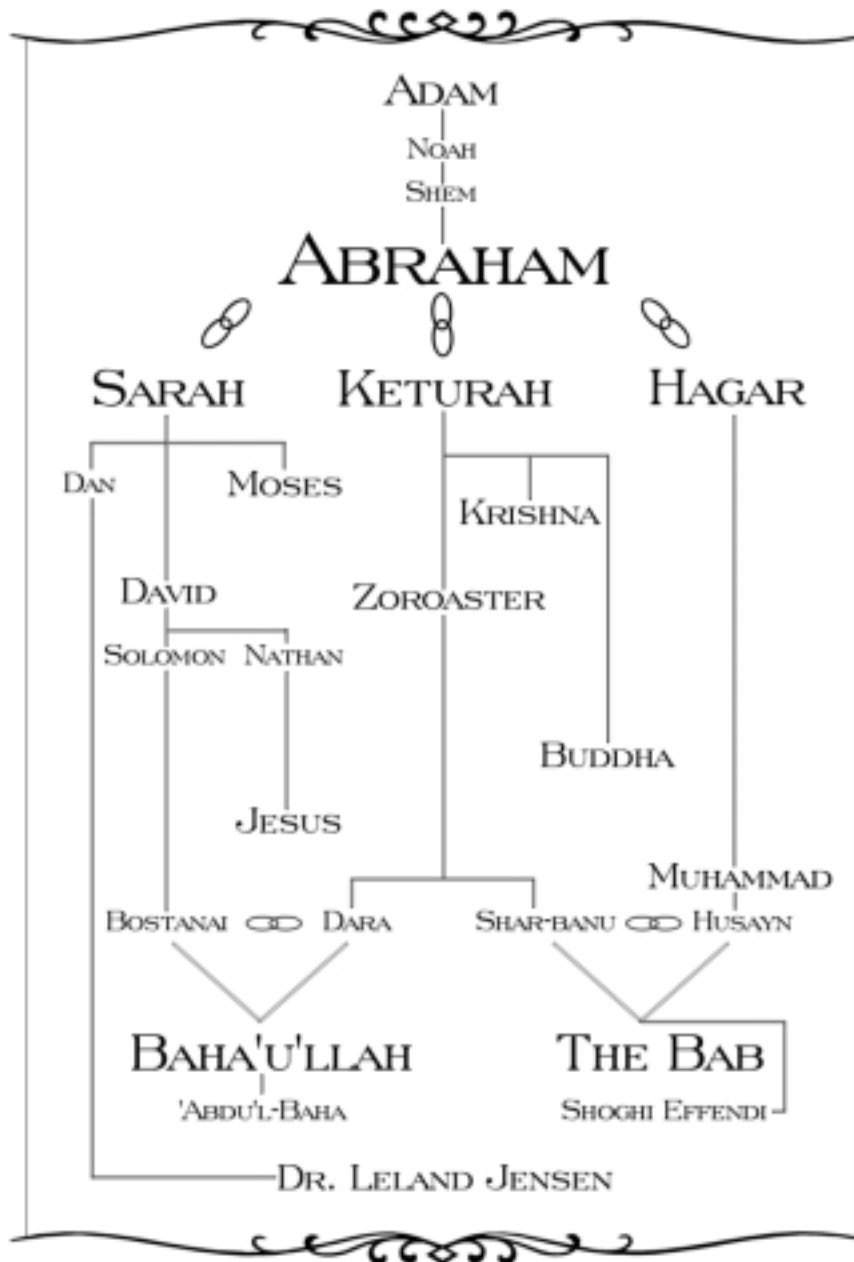 ADAM
NOAH
SHEM
ABRAHAM
SARAH KETURAH HAGAR
DAN MOSES
KRISHNA
DAVID ZOROASTER
SOLOMON NATHAN
BUDDHA
JESUS
MUHAMMAD
BOSTANAI DARA SHAR-BANU HUSAYN
BAHA'U'LLAH THE BAB
'ABDU'L-BAHA SHOGHI EFFENDI
DR. LELAND JENSEN